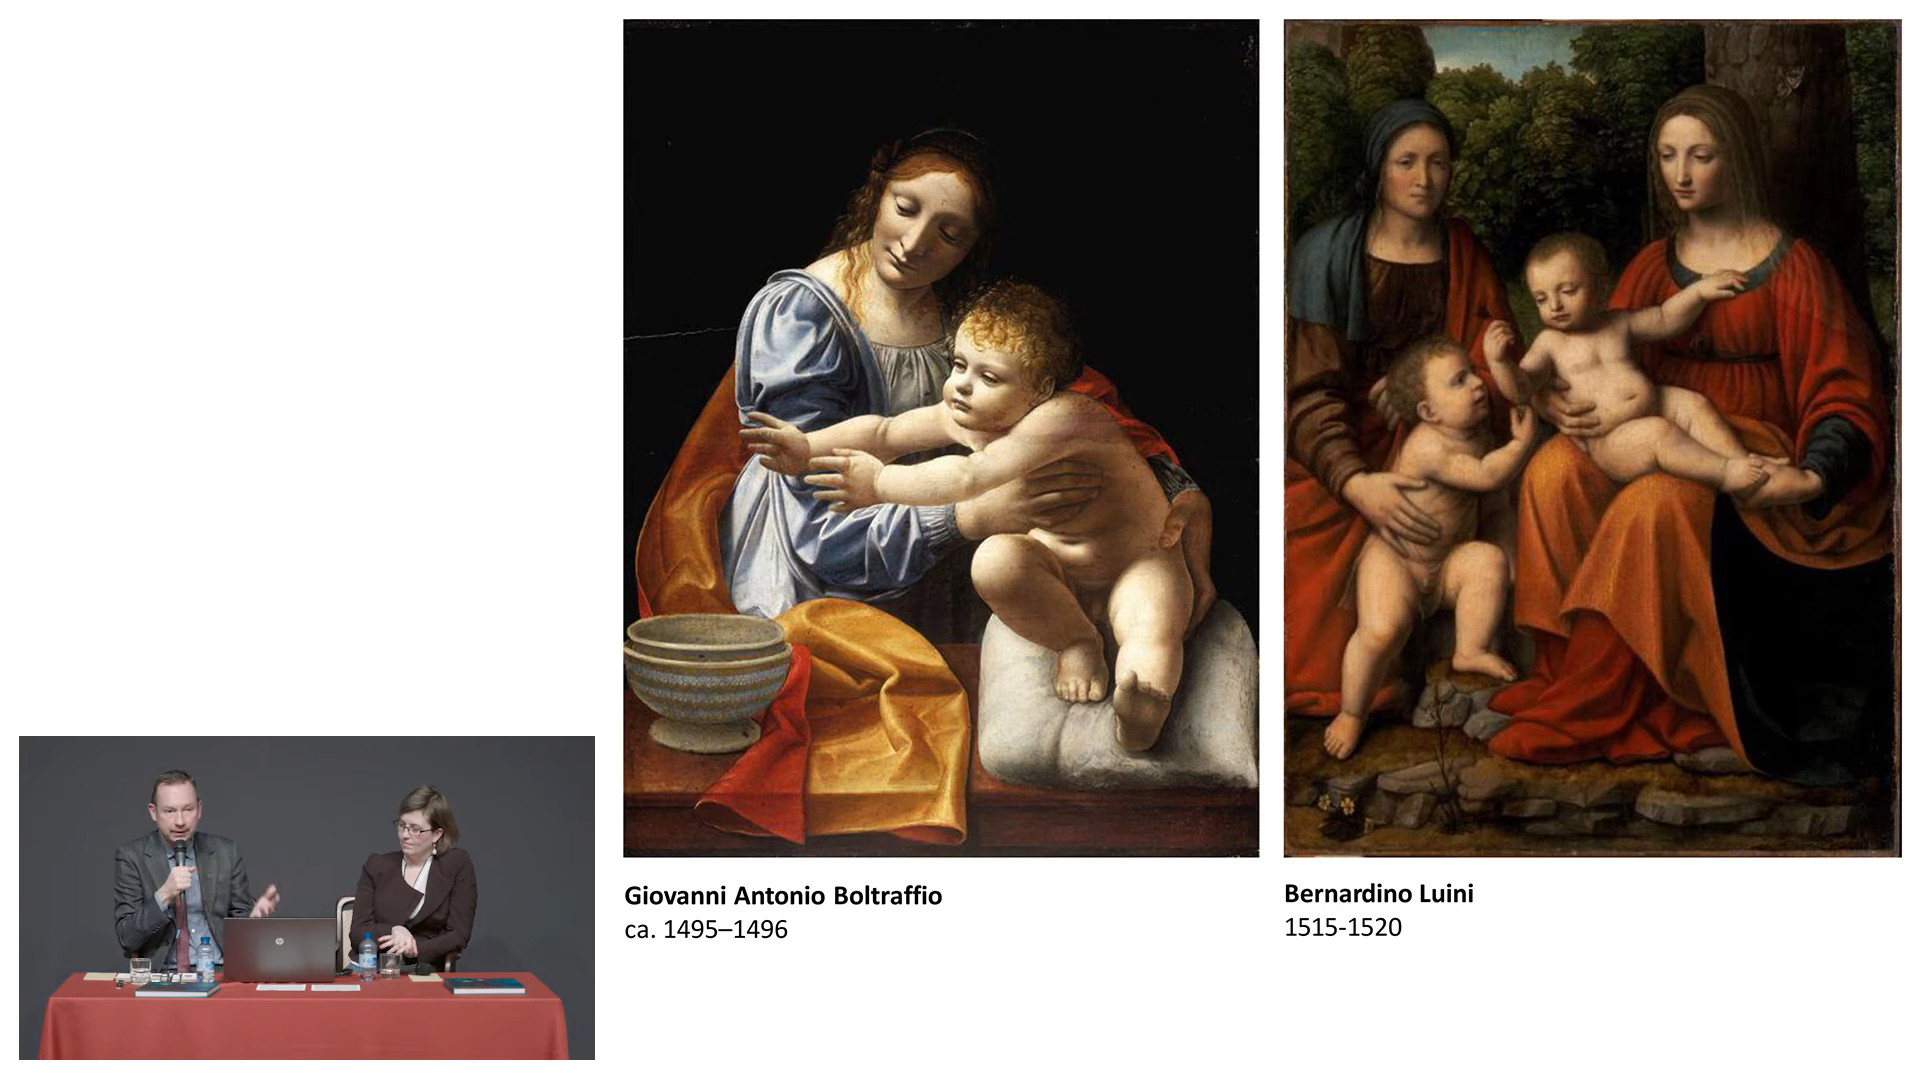 Giovanni Antonio Boltraffio
ca. 1495–1496
Bernardino Luini
1515-1520